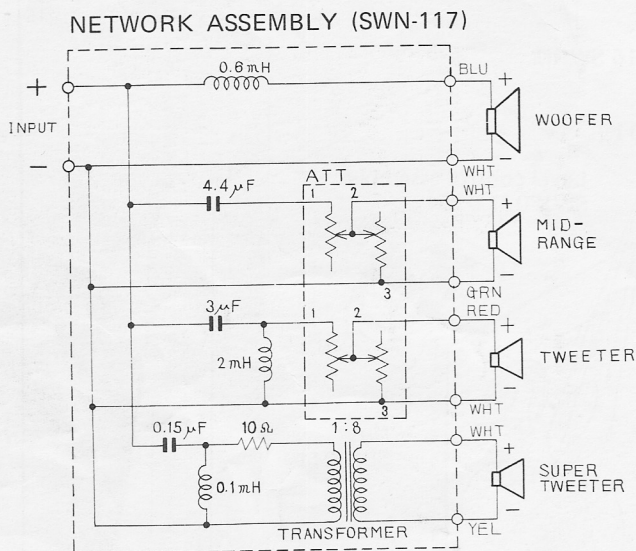 NETWORK ASSEMBLY (SWN-117)
0.6mH
BLU
+
+
INPUT
WOOFER
−
−
WHT
ATT
WHT
4.4μF
1
2
+
MID-
RANGE
−
3
GRN
3μF
RED
1
2
+
2mH
TWEETER
−
3
WHT
0.15μF
10Ω
1:8
WHT
+
0.1mH
SUPER
TWEETER
−
TRANSFORMER
YEL